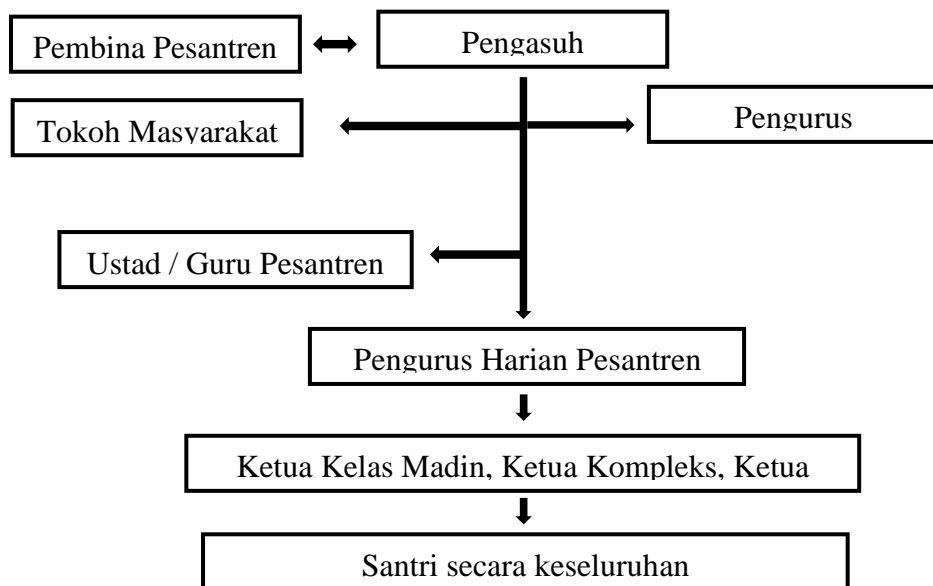 Pembina Pesantren
Pengasuh
Tokoh Masyarakat
Pengurus
Ustad / Guru Pesantren
Pengurus Harian Pesantren
Ketua Kelas Madin, Ketua Kompleks, Ketua
Santri secara keseluruhan